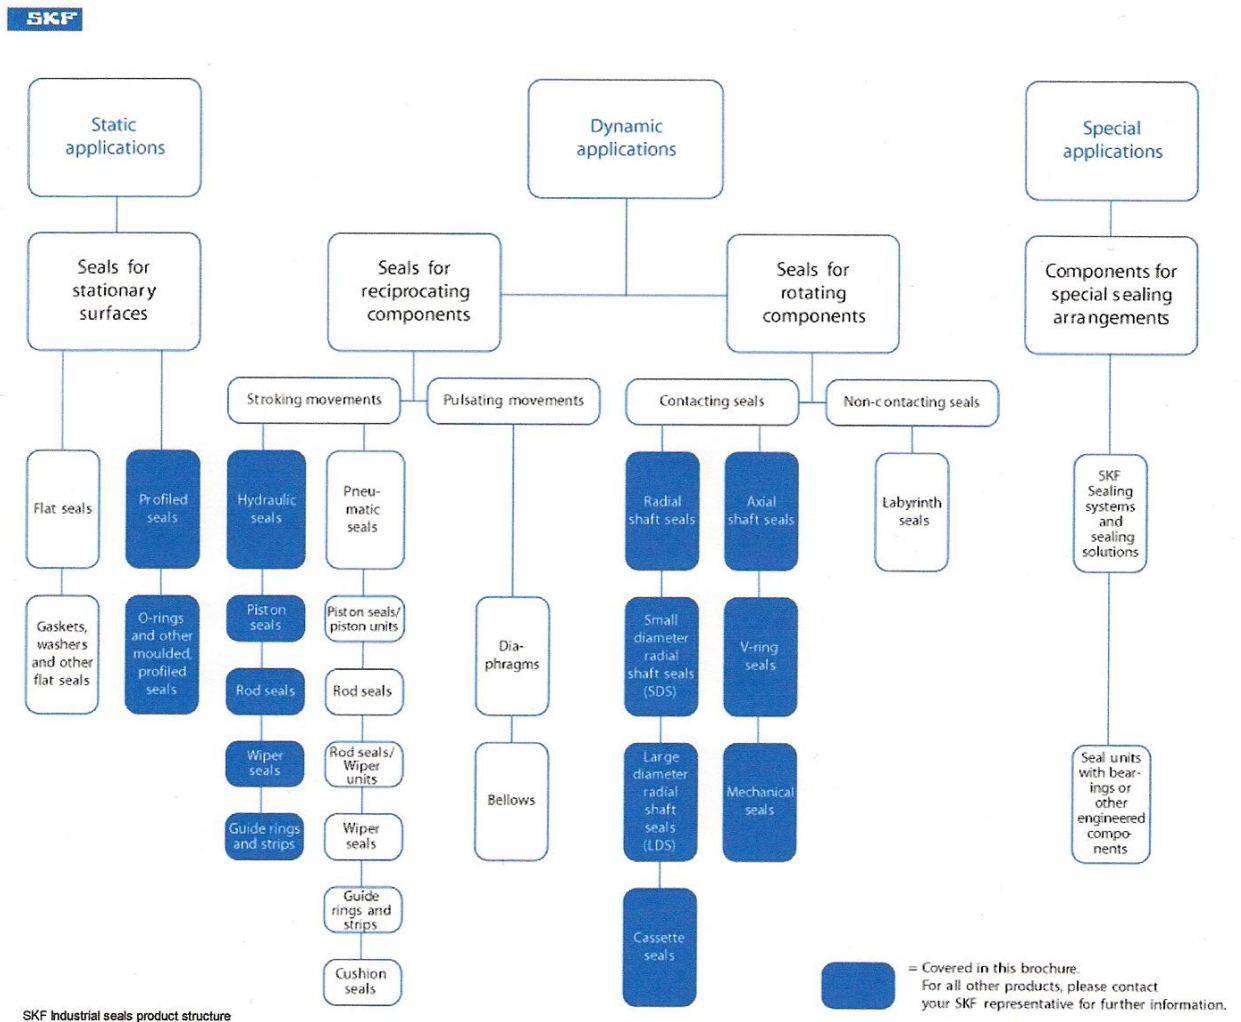 SKF
Static
applications
Dynamic
applications
Special
applications
Seals for
stationary
surfaces
Seals for
reciprocating
components
Seals for
rotating
components
Components for
special sealing
arrangements
Stroking movements
Pulsating movements
Contacting seals
Non-contacting seals
Flat seals
Profiled
seals
Hydraulic
seals
Pneu-
matic
seals
Radial
shaft seals
Axial
shaft seals
Labyrinth
seals
SKF
Sealing
systems
and
sealing
solutions
Gaskets,
washers
and other
flat seals
O-rings
and other
moulded,
profiled
seals
Piston
seals
Rod seals
Wiper
seals
Guide rings
and strips
Piston seals/
piston units
Rod seals
Rod seals/
Wiper
units
Wiper
seals
Guide
rings and
strips
Cushion
seals
Dia-
phragms
Bellows
Small
diameter
radial
shaft seals
(SDS)
Large
diameter
radial
shaft
seals
(LDS)
Cassette
seals
V-ring
seals
Mechanical
seals
Seal units
with bear-
ings or
other
engineered
compo-
nents
= Covered in this brochure.
For all other products, please contact
your SKF representative for further information.
SKF Industrial seals product structure